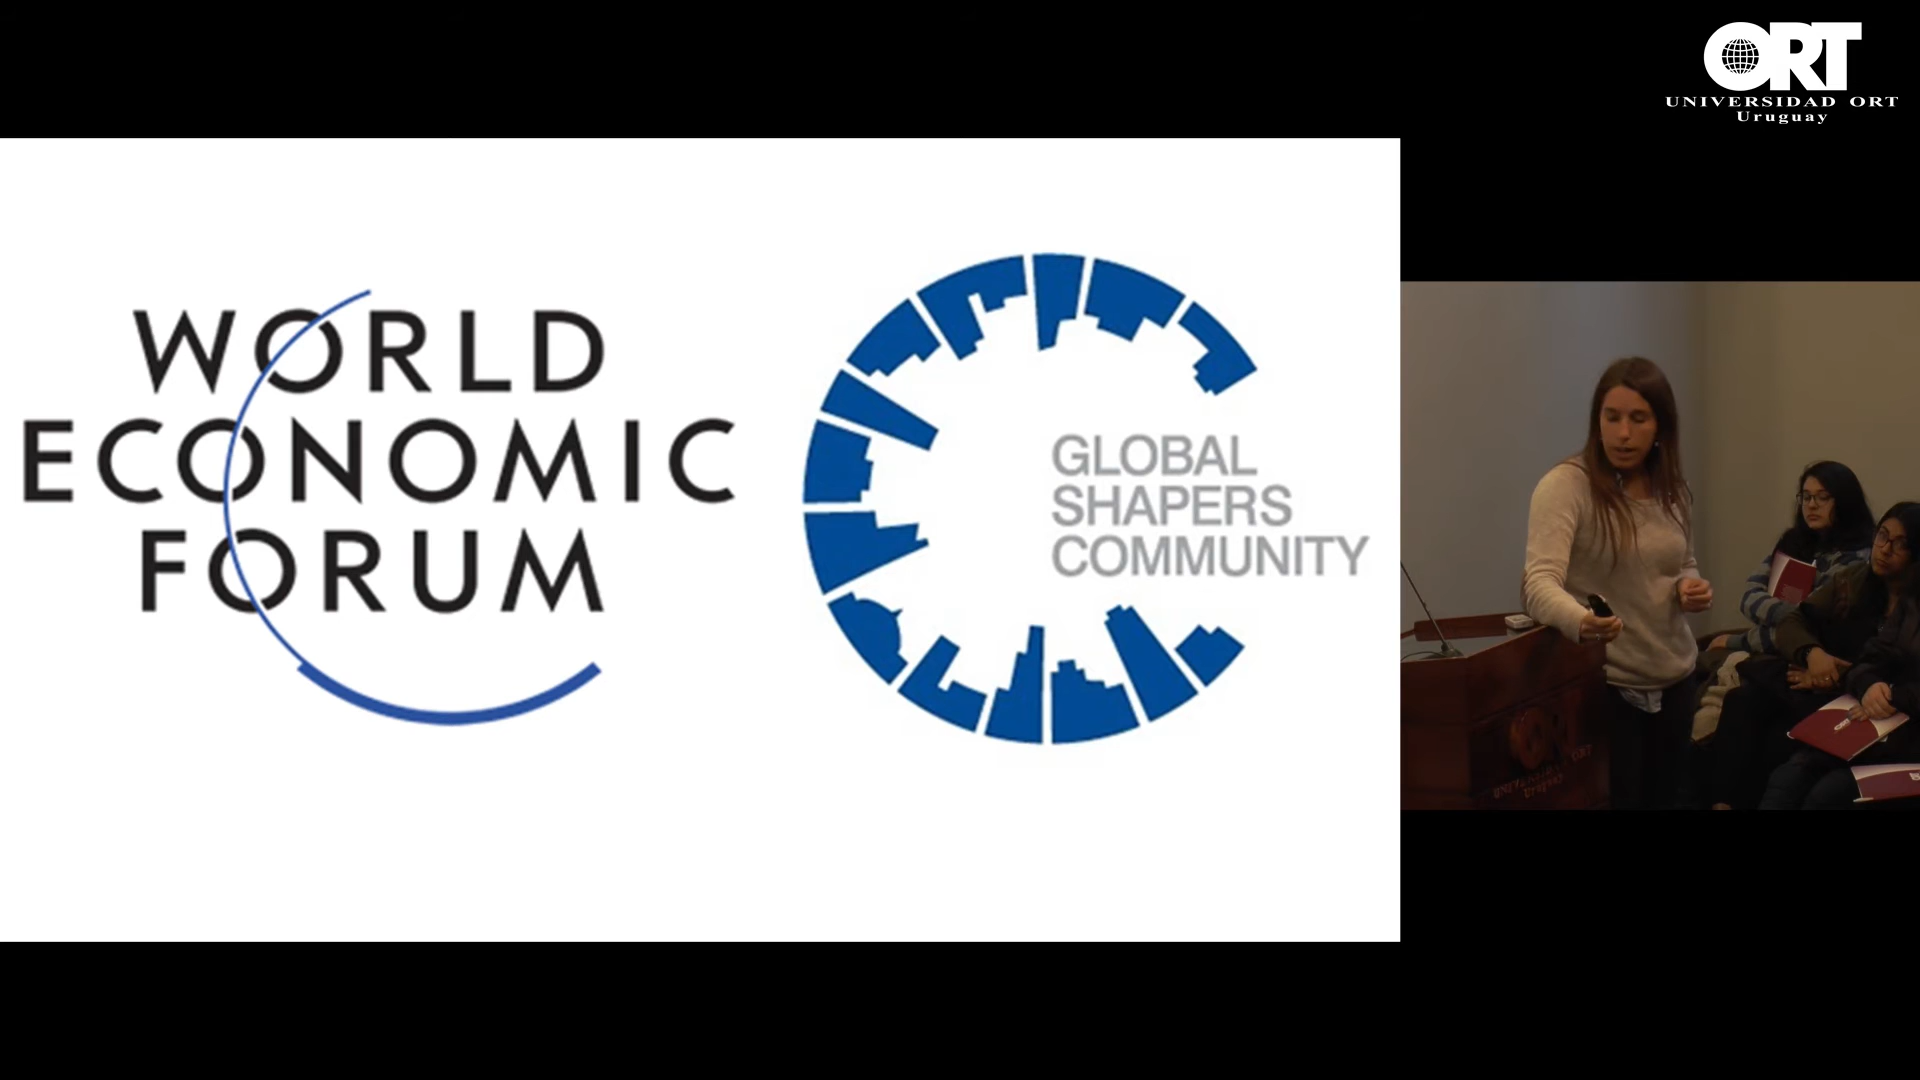 ORT
UNIVERSIDAD ORT
Uruguay
WORLD
ECONOMIC
FORUM
GLOBAL
SHAPERS
COMMUNITY